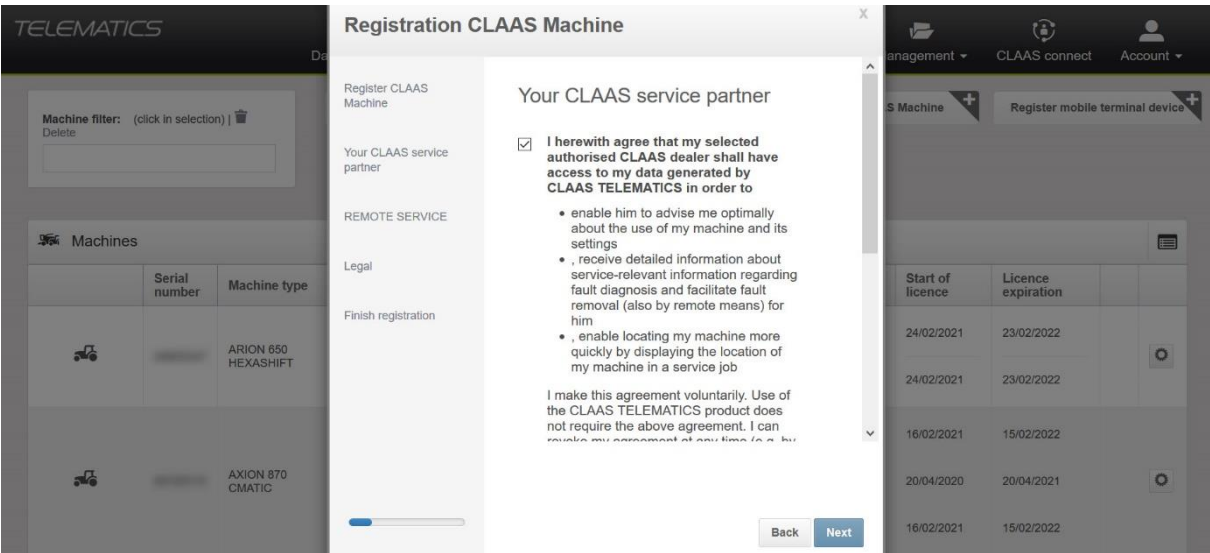 TELEMATICS
Da
anagement
CLAAS connect
Account
Machine filter: (click in selection) |
Delete
S Machine
Register mobile terminal device
Registration CLAAS Machine
X
Register CLAAS
Machine
Your CLAAS service
partner
REMOTE SERVICE
Legal
Finish registration
Your CLAAS service partner
I herewith agree that my selected
authorised CLAAS dealer shall have
access to my data generated by
CLAAS TELEMATICS in order to
• enable him to advise me optimally
about the use of my machine and its
settings
• , receive detailed information about
service-relevant information regarding
fault diagnosis and facilitate fault
removal (also by remote means) for
him
• , enable locating my machine more
quickly by displaying the location of
my machine in a service job
I make this agreement voluntarily. Use of
the CLAAS TELEMATICS product does
not require the above agreement. I can
revoke my agreement at any time (e.g. by
Back Next
Machines
Serial
number
Machine type
Start of
licence
Licence
expiration
ARION 650
HEXASHIFT
24/02/2021 23/02/2022
24/02/2021 23/02/2022
AXION 870
CMATIC
16/02/2021 15/02/2022
20/04/2020 20/04/2021
16/02/2021 15/02/2022